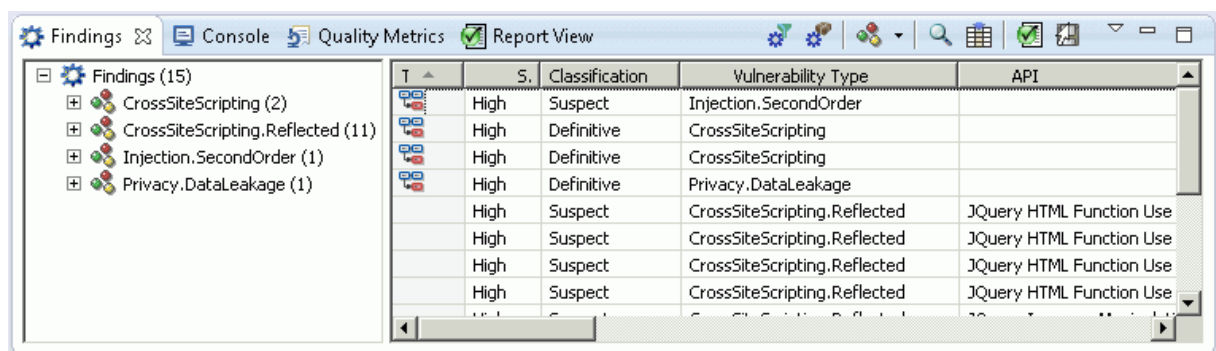 Findings Console Quality Metrics Report View
Findings (15)
CrossSiteScripting (2)
CrossSiteScripting.Reflected (11)
Injection.SecondOrder (1)
Privacy.DataLeakage (1)
T S. Classification Vulnerability Type API
High Suspect Injection.SecondOrder
High Definitive CrossSiteScripting
High Definitive CrossSiteScripting
High Definitive Privacy.DataLeakage
High Suspect CrossSiteScripting.Reflected JQuery HTML Function Use
High Suspect CrossSiteScripting.Reflected JQuery HTML Function Use
High Suspect CrossSiteScripting.Reflected JQuery HTML Function Use
High Suspect CrossSiteScripting.Reflected JQuery HTML Function Use